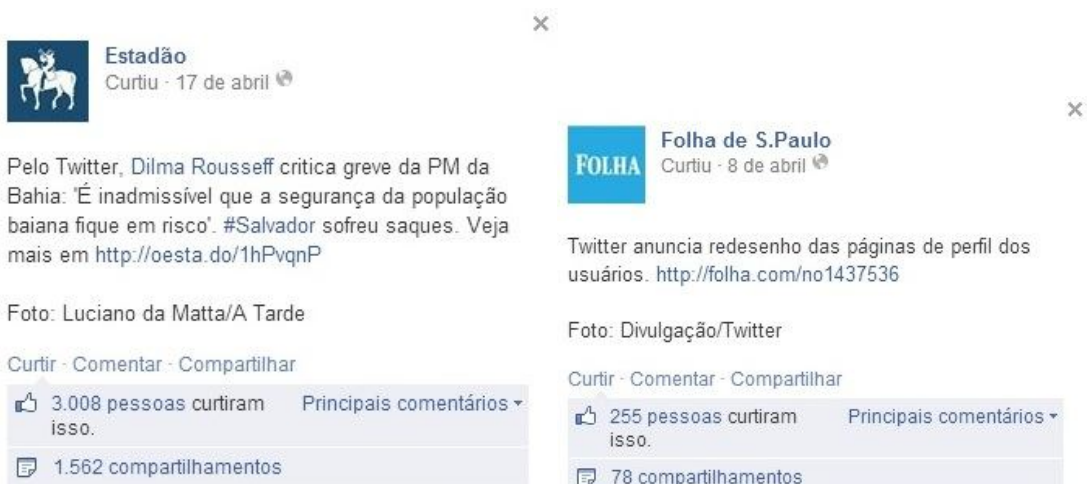 Estadão
Curtiu · 17 de abril
Pelo Twitter, Dilma Rousseff critica greve da PM da
Bahia: 'É inadmissível que a segurança da população
baiana fique em risco'. #Salvador sofreu saques. Veja
mais em http://oesta.do/1hPvqnP
Foto: Luciano da Matta/A Tarde
Curtir · Comentar · Compartilhar
3.008 pessoas curtiram
isso.
Principais comentários
1.562 compartilhamentos
FOLHA
Folha de S.Paulo
Curtiu · 8 de abril
Twitter anuncia redesenho das páginas de perfil dos
usuários. http://folha.com/no1437536
Foto: Divulgação/Twitter
Curtir · Comentar · Compartilhar
255 pessoas curtiram
isso.
Principais comentários
78 compartilhamentos